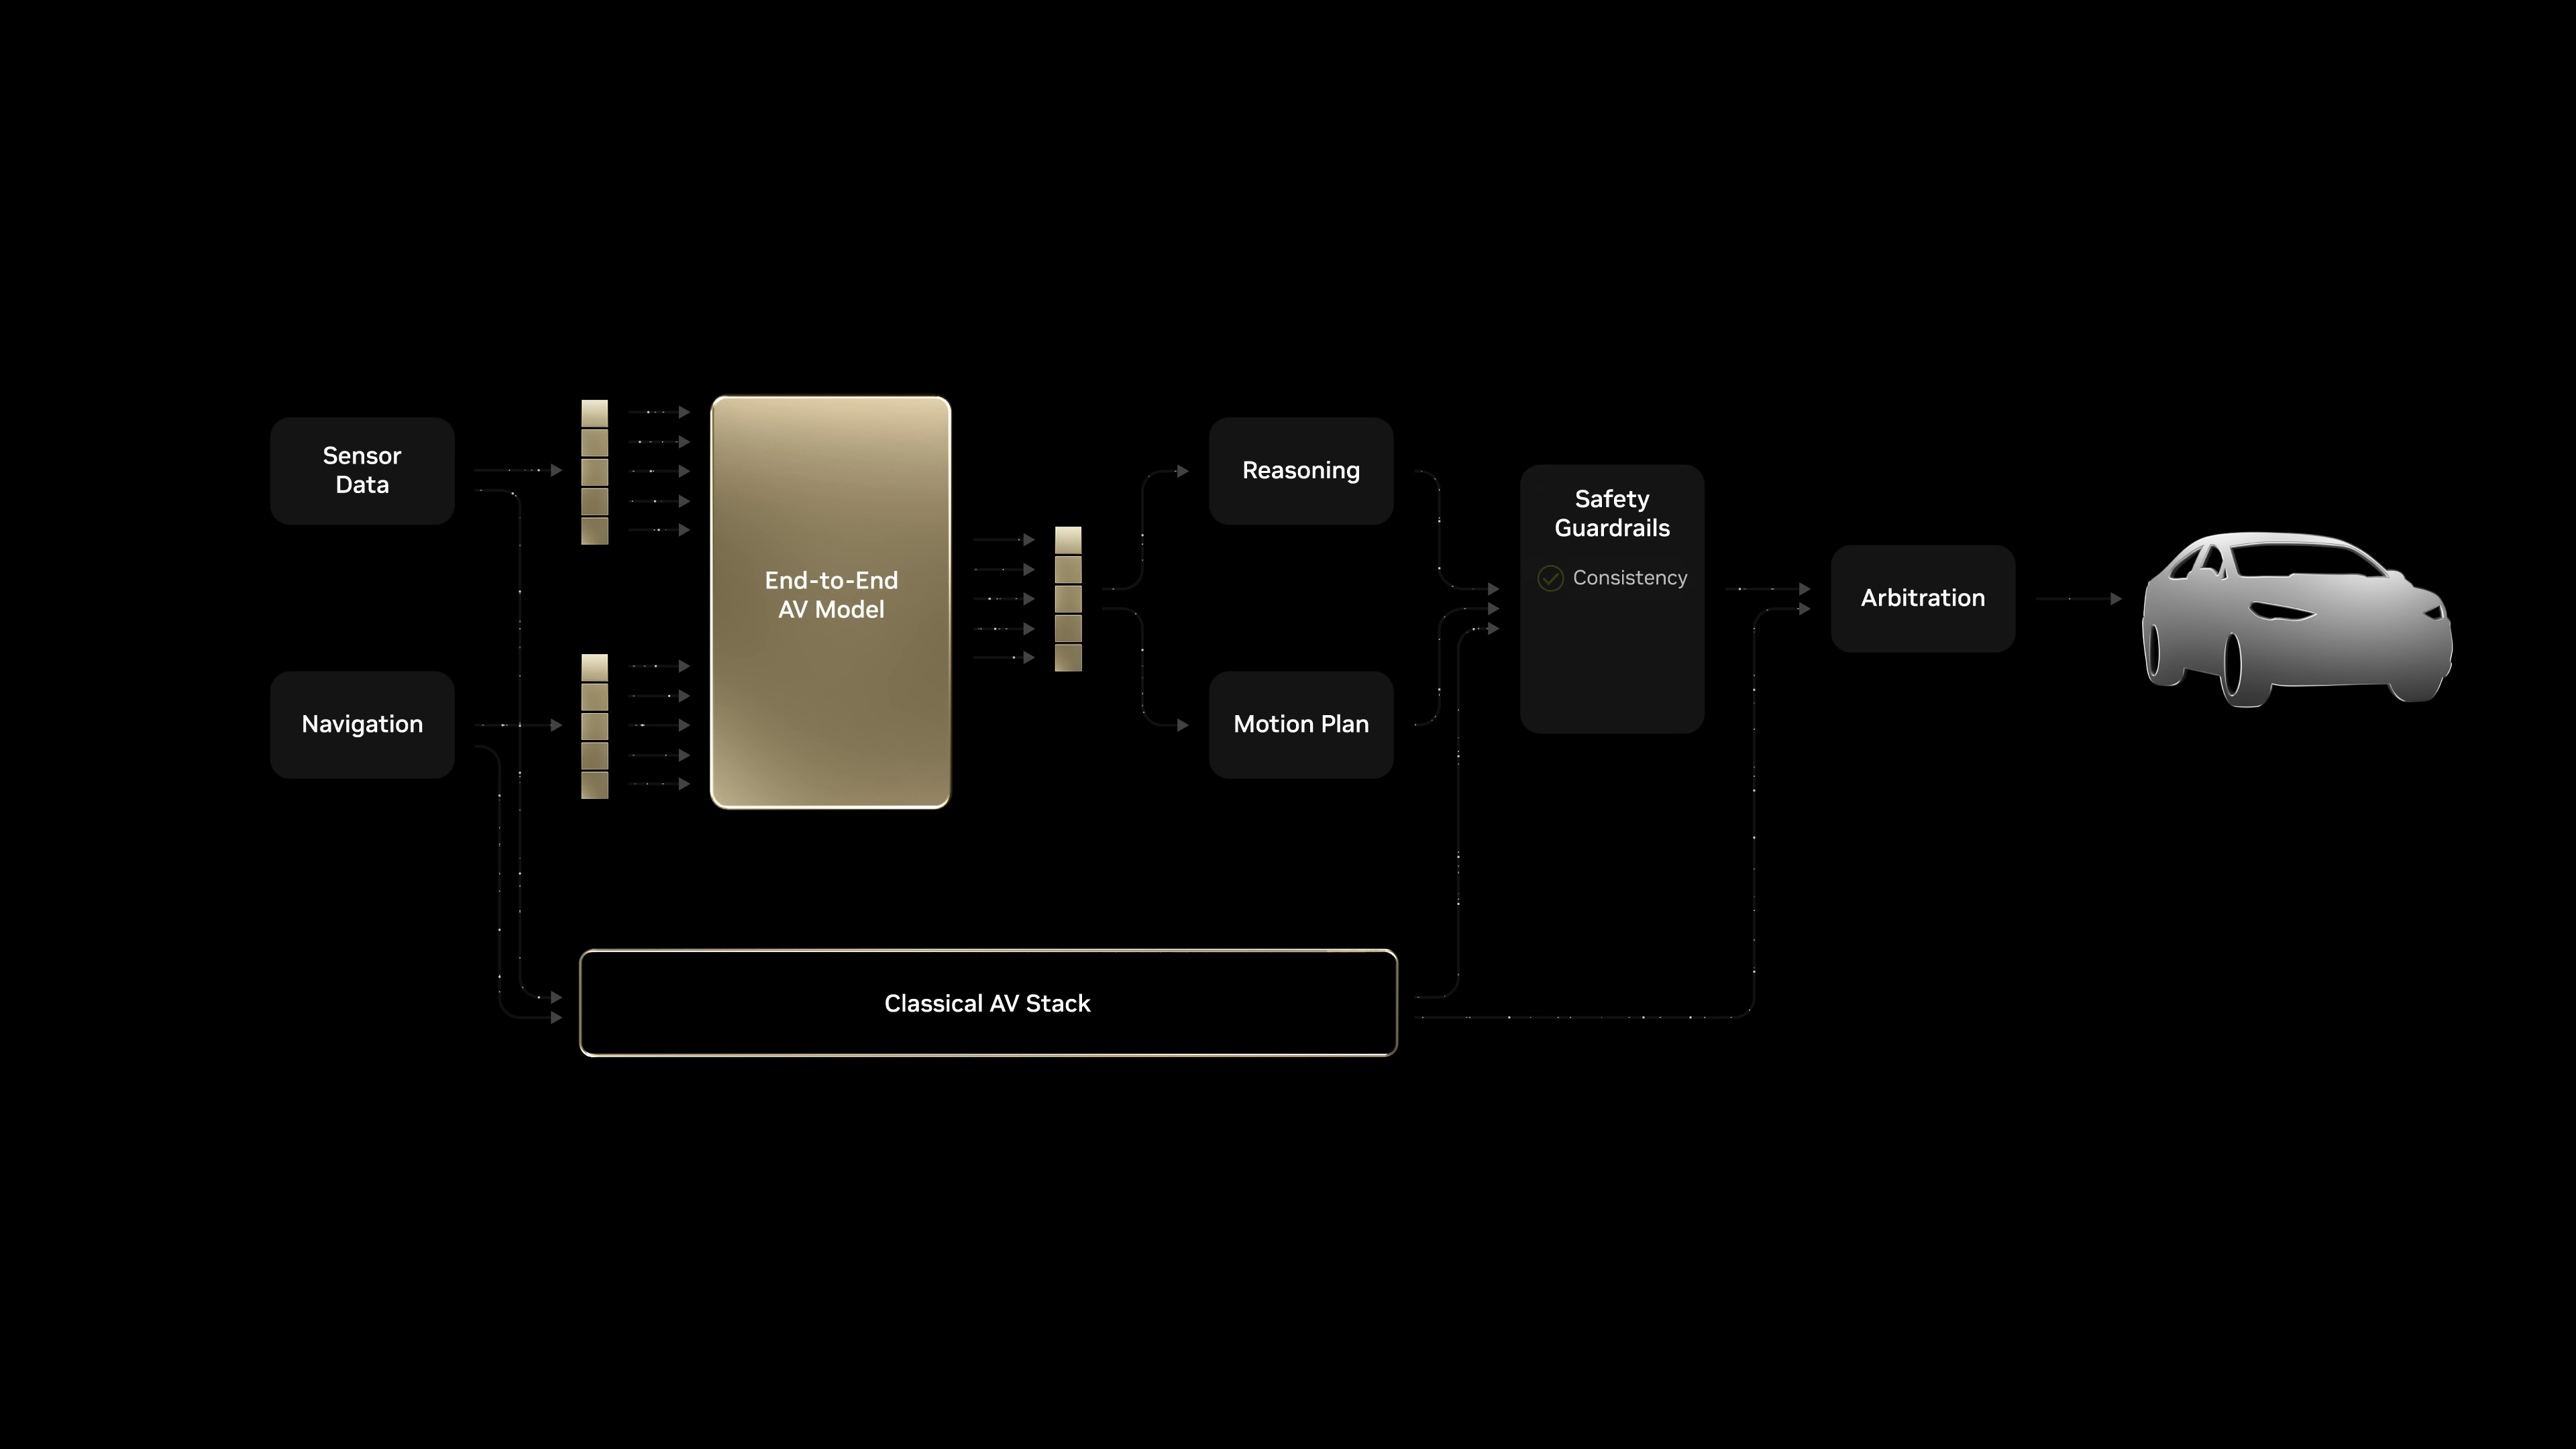 Sensor
Data
Navigation
End-to-End
AV Model
Reasoning
Motion Plan
Safety
Guardrails
Consistency
Arbitration
Classical AV Stack